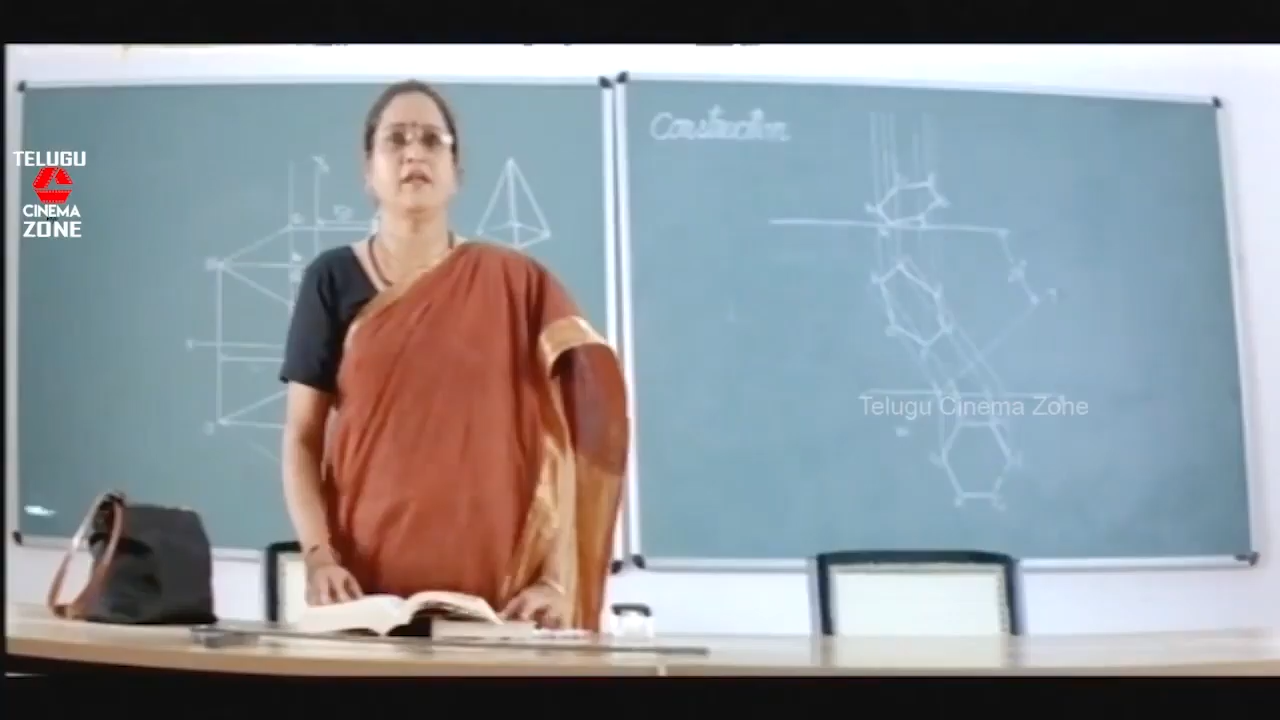 TELUGU
CINEMA
ZONE
Construction
Telugu Cinema Zone